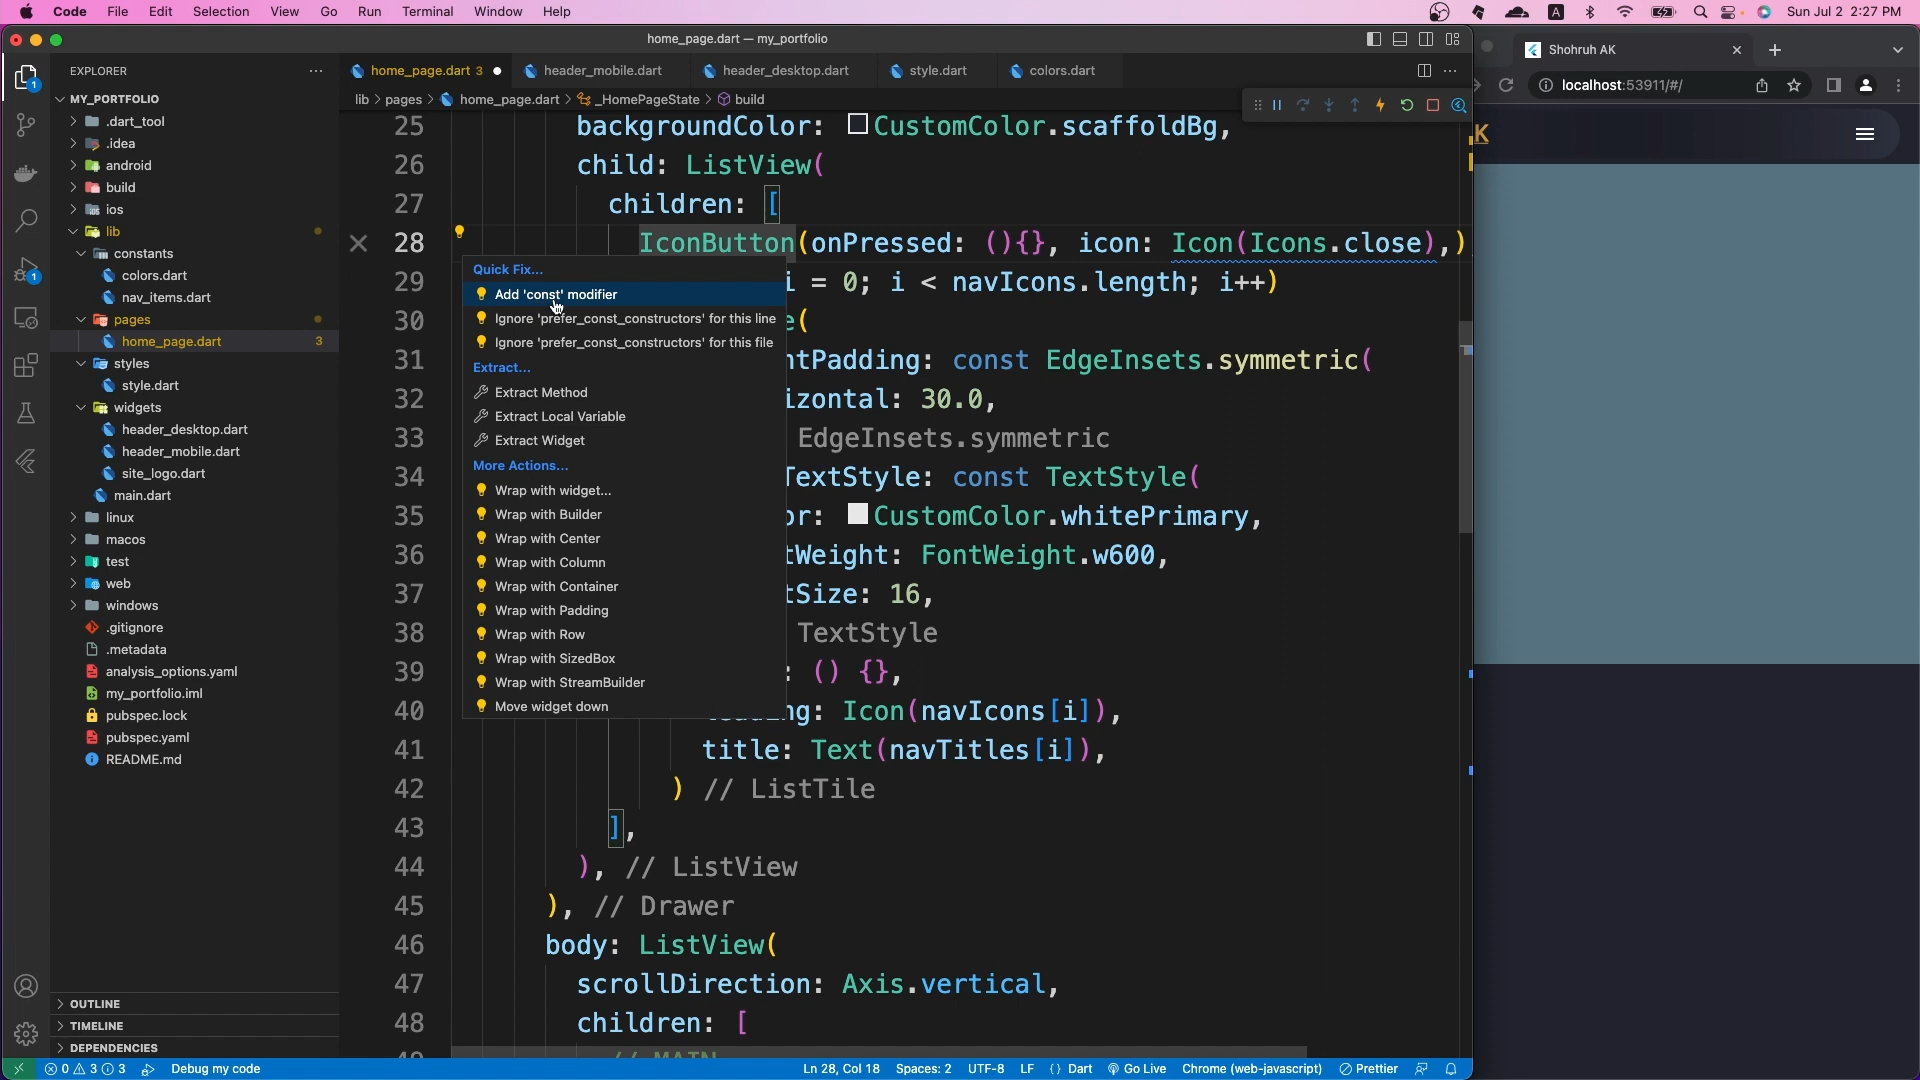 Code File Edit Selection View Go Run Terminal Window Help
A
Sun Jul 2 2:27 PM
home_page.dart — my_portfolio
Shohruh AK
localhost:53911/#/
EXPLORER
home_page.dart 3
header_mobile.dart
header_desktop.dart
style.dart
colors.dart
lib > pages > home_page.dart > _HomePageState > build
MY_PORTFOLIO
.dart_tool
.idea
android
build
ios
lib
constants
colors.dart
nav_items.dart
pages
home_page.dart 3
styles
style.dart
widgets
header_desktop.dart
header_mobile.dart
site_logo.dart
main.dart
linux
macos
test
web
windows
.gitignore
.metadata
analysis_options.yaml
my_portfolio.iml
pubspec.lock
pubspec.yaml
README.md
OUTLINE
TIMELINE
DEPENDENCIES
25 backgroundColor: CustomColor.scaffoldBg,
26 child: ListView(
27 children: [
28 IconButton(onPressed: (){}, icon: Icon(Icons.close),)
29 i = 0; i < navIcons.length; i++)
30 e(
31 ntPadding: const EdgeInsets.symmetric(
32 izontal: 30.0,
33 EdgeInsets.symmetric
34 TextStyle: const TextStyle(
35 or: CustomColor.whitePrimary,
36 tWeight: FontWeight.w600,
37 tSize: 16,
38 TextStyle
39 : () {},
40 ng: Icon(navIcons[i]),
41 title: Text(navTitles[i]),
42 ) // ListTile
43 ],
44 ), // ListView
45 ), // Drawer
46 body: ListView(
47 scrollDirection: Axis.vertical,
48 children: [
49 // MAIN
Quick Fix...
Add 'const' modifier
Ignore 'prefer_const_constructors' for this line
Ignore 'prefer_const_constructors' for this file
Extract...
Extract Method
Extract Local Variable
Extract Widget
More Actions...
Wrap with widget...
Wrap with Builder
Wrap with Center
Wrap with Column
Wrap with Container
Wrap with Padding
Wrap with Row
Wrap with SizedBox
Wrap with StreamBuilder
Move widget down
K
0 3 3 Debug my code
Ln 28, Col 18 Spaces: 2 UTF-8 LF {} Dart Go Live Chrome (web-javascript) Prettier